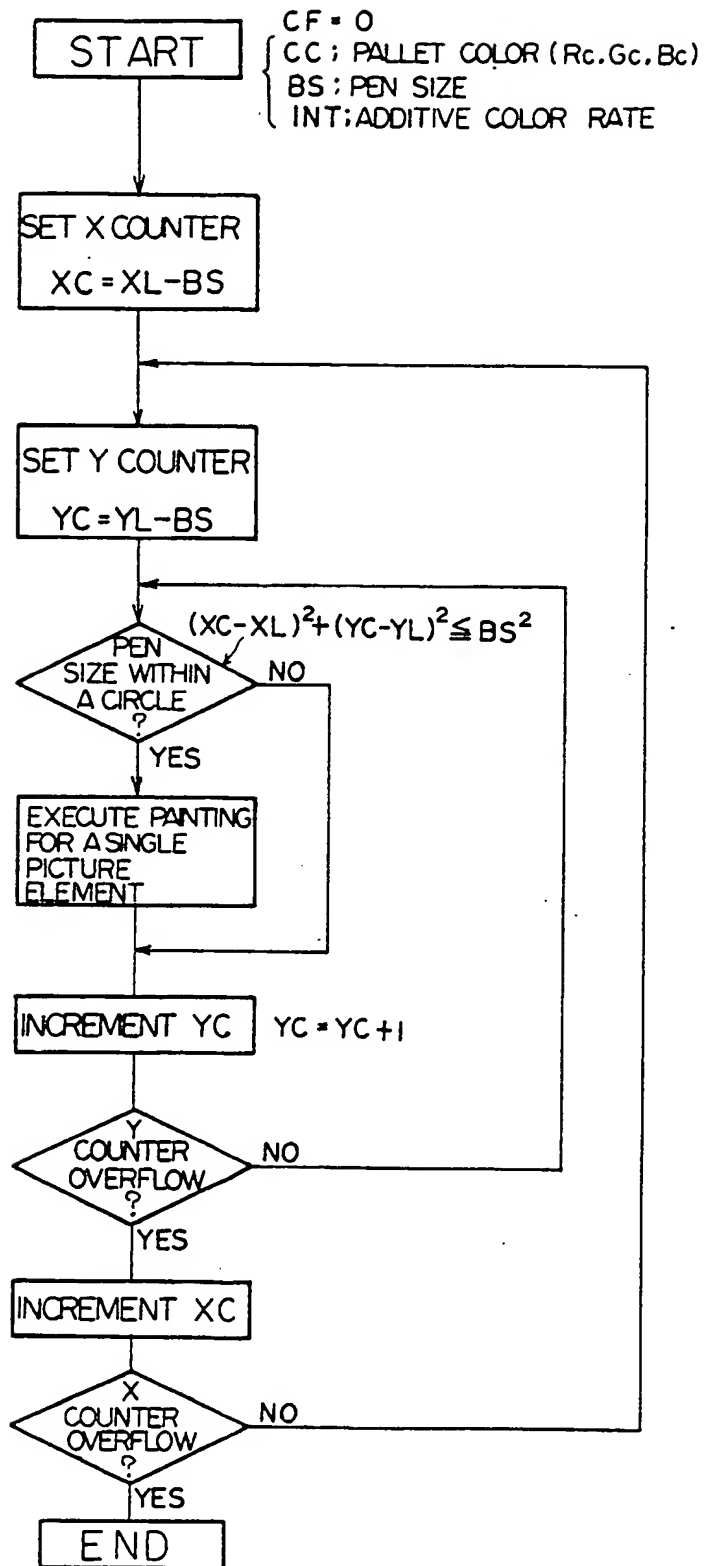 START
CF = 0
CC ; PALLET COLOR (Rc.Gc.Bc)
BS : PEN SIZE
INT; ADDITIVE COLOR RATE
SET X COUNTER
XC = XL-BS
SET Y COUNTER
YC = YL-BS
(XC-XL)²+(YC-YL)² ≦ BS²
PEN
SIZE WITHIN
A CIRCLE
?
NO
YES
EXECUTE PAINTING
FOR A SINGLE
PICTURE
ELEMENT
INCREMENT YC
YC = YC +1
Y
COUNTER
OVERFLOW
?
NO
YES
INCREMENT XC
X
COUNTER
OVERFLOW
?
NO
YES
END